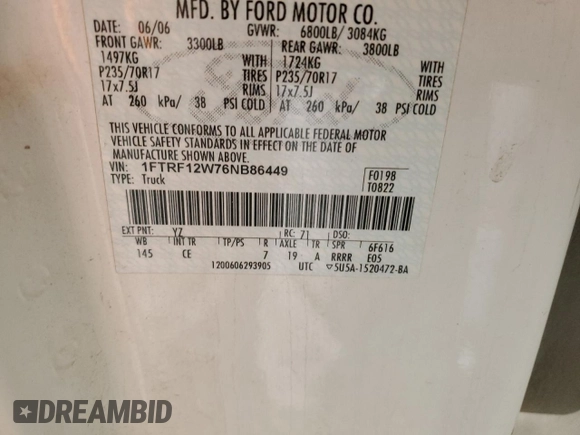 MFD. BY FORD MOTOR CO.
DATE: 06/06 GVWR: 6800LB/ 3084KG
FRONT GAWR: 3300LB REAR GAWR: 3800LB
1497KG WITH 1724KG WITH
P235/70R17 TIRES P235/70R17 TIRES
17x7.5J RIMS 17x7.5J RIMS
AT 260 kPa/ 38 PSI COLD AT 260 kPa/ 38 PSI COLD
THIS VEHICLE CONFORMS TO ALL APPLICABLE FEDERAL MOTOR
VEHICLE SAFETY STANDARDS IN EFFECT ON THE DATE OF
MANUFACTURE SHOWN ABOVE.
VIN: 1FTRF12W76NB86449 F0198
TYPE: Truck T0822
EXT PNT: YZ RC: 71 DSO:
WB INT TR TP/PS R AXLE TR SPR 6F616
145 CE 7 19 A RRRR E05
1200606293905 UTC ▽5U5A-1520472-BA
DREAMBID